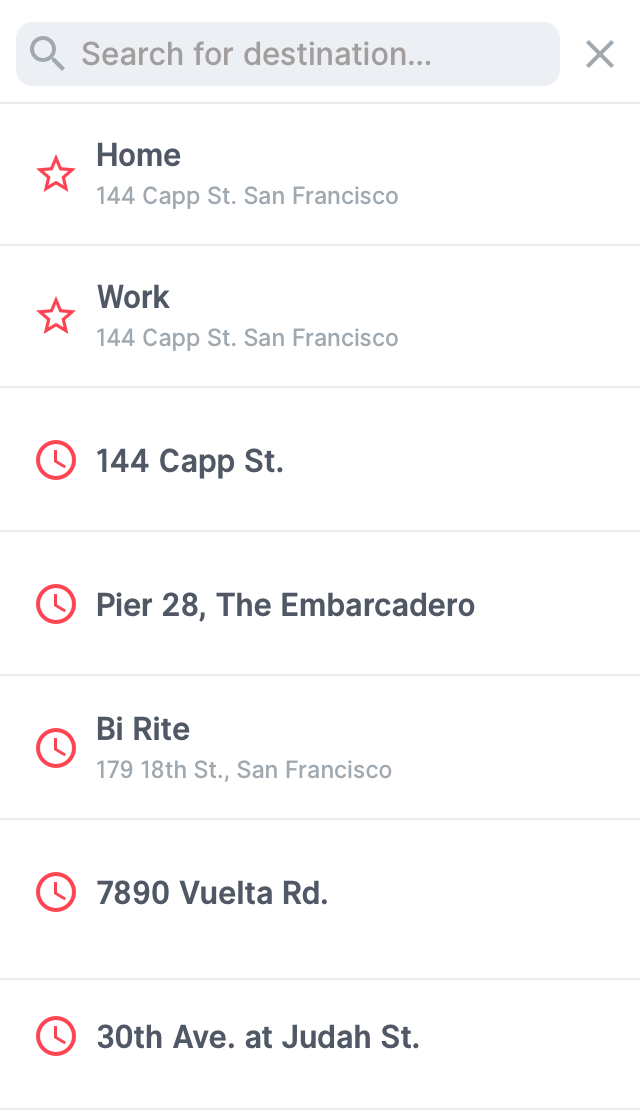 Search for destination...
Home
144 Capp St. San Francisco
Work
144 Capp St. San Francisco
144 Capp St.
Pier 28, The Embarcadero
Bi Rite
179 18th St., San Francisco
7890 Vuelta Rd.
30th Ave. at Judah St.